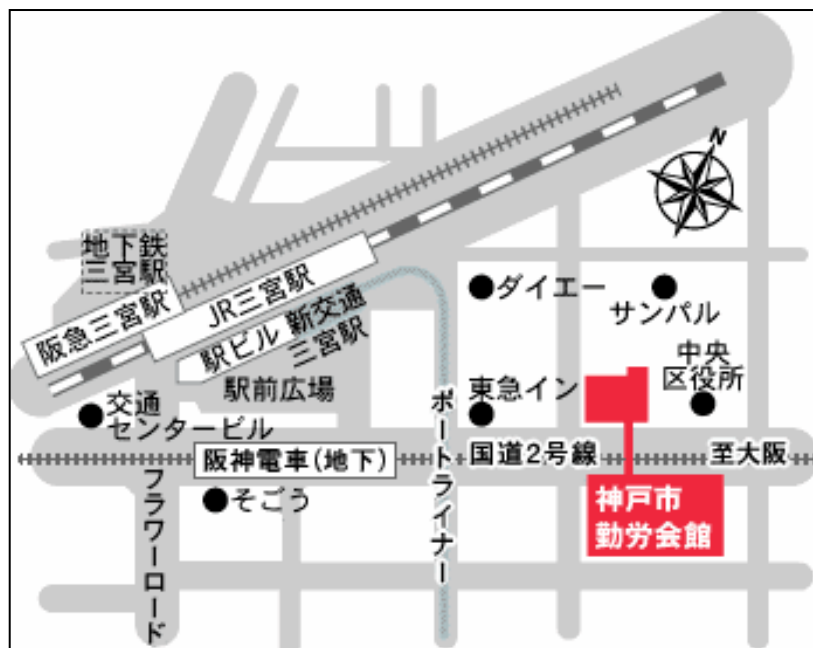 N
地下鉄
三宮駅
阪急三宮駅
JR三宮駅
駅ビル
新交通
三宮駅
駅前広場
ダイエー
サンパル
中央
区役所
東急イン
交通
センタービル
阪神電車(地下)
国道2号線
至大阪
そごう
フラワーロード
ポートライナー
神戸市
勤労会館